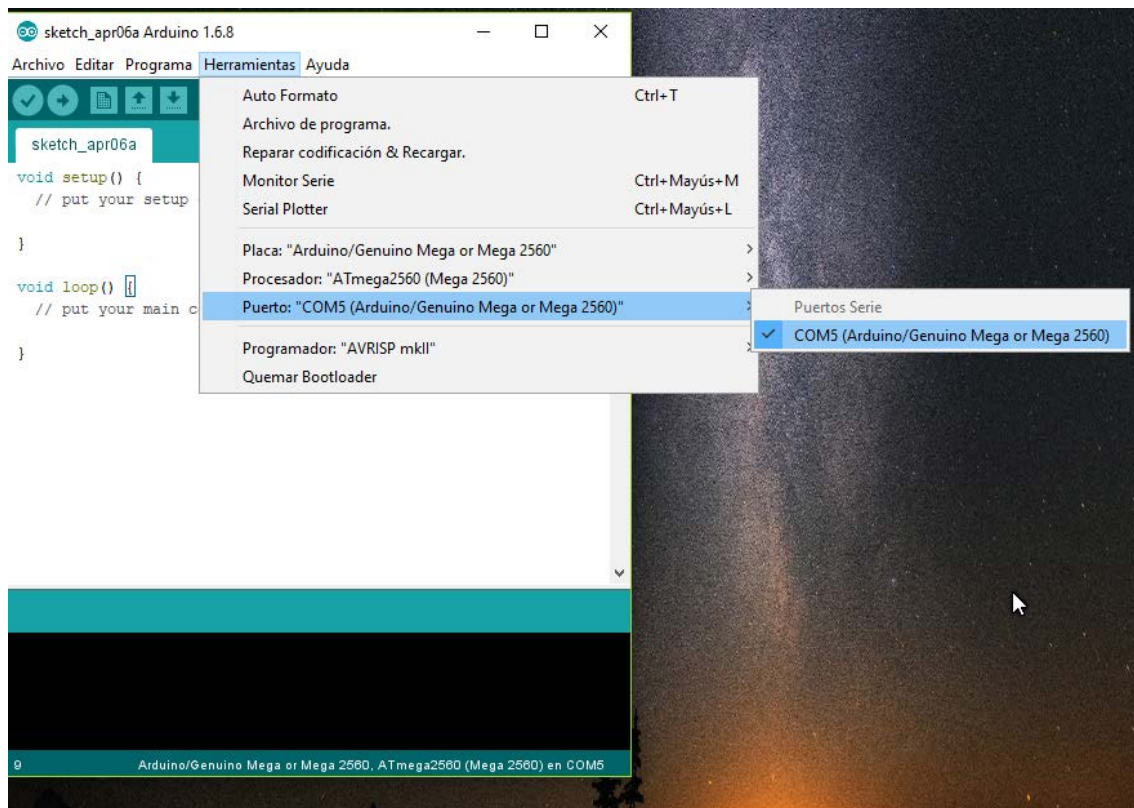 sketch_apr06a Arduino 1.6.8
Archivo Editar Programa Herramientas Ayuda
Auto Formato Ctrl+T
Archivo de programa.
Reparar codificación & Recargar.
Monitor Serie Ctrl+Mayús+M
Serial Plotter Ctrl+Mayús+L
Placa: "Arduino/Genuino Mega or Mega 2560"
Procesador: "ATmega2560 (Mega 2560)"
Puerto: "COM5 (Arduino/Genuino Mega or Mega 2560)"
Puertos Serie
COM5 (Arduino/Genuino Mega or Mega 2560)
Programador: "AVRISP mkII"
Quemar Bootloader
sketch_apr06a
void setup() {
// put your setup
}
void loop() {
// put your main c
}
9 Arduino/Genuino Mega or Mega 2560, ATmega2560 (Mega 2560) en COM5